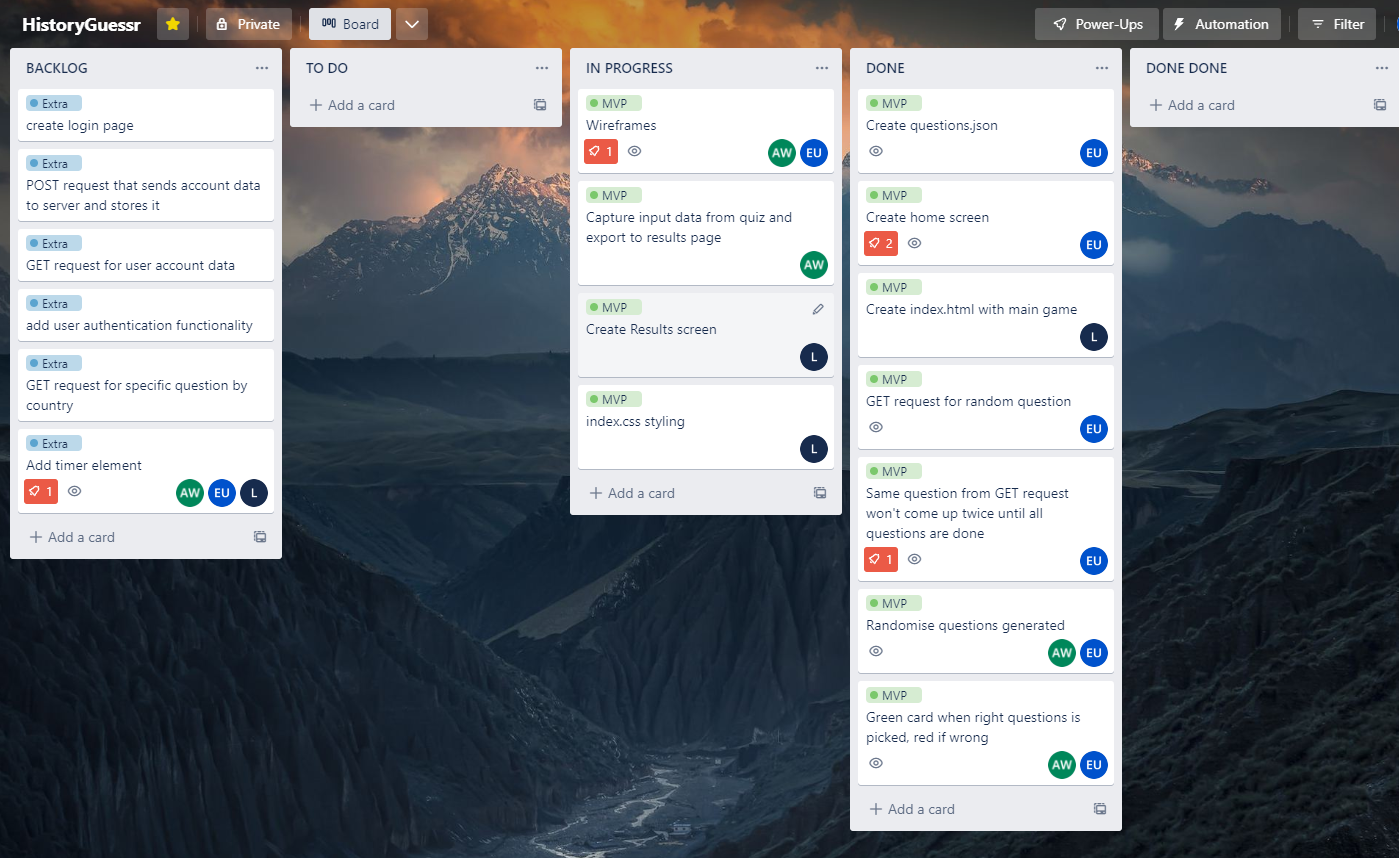 HistoryGuessr
Private
Board
Power-Ups
Automation
Filter
BACKLOG
Extra
create login page
Extra
POST request that sends account data
to server and stores it
Extra
GET request for user account data
Extra
add user authentication functionality
Extra
GET request for specific question by
country
Extra
Add timer element
1
AW EU L
Add a card
TO DO
Add a card
IN PROGRESS
MVP
Wireframes
1
AW EU
MVP
Capture input data from quiz and
export to results page
AW
MVP
Create Results screen
L
MVP
index.css styling
L
Add a card
DONE
MVP
Create questions.json
EU
MVP
Create home screen
2
EU
MVP
Create index.html with main game
L
MVP
GET request for random question
EU
MVP
Same question from GET request
won't come up twice until all
questions are done
1
EU
MVP
Randomise questions generated
AW EU
MVP
Green card when right questions is
picked, red if wrong
AW EU
Add a card
DONE DONE
Add a card